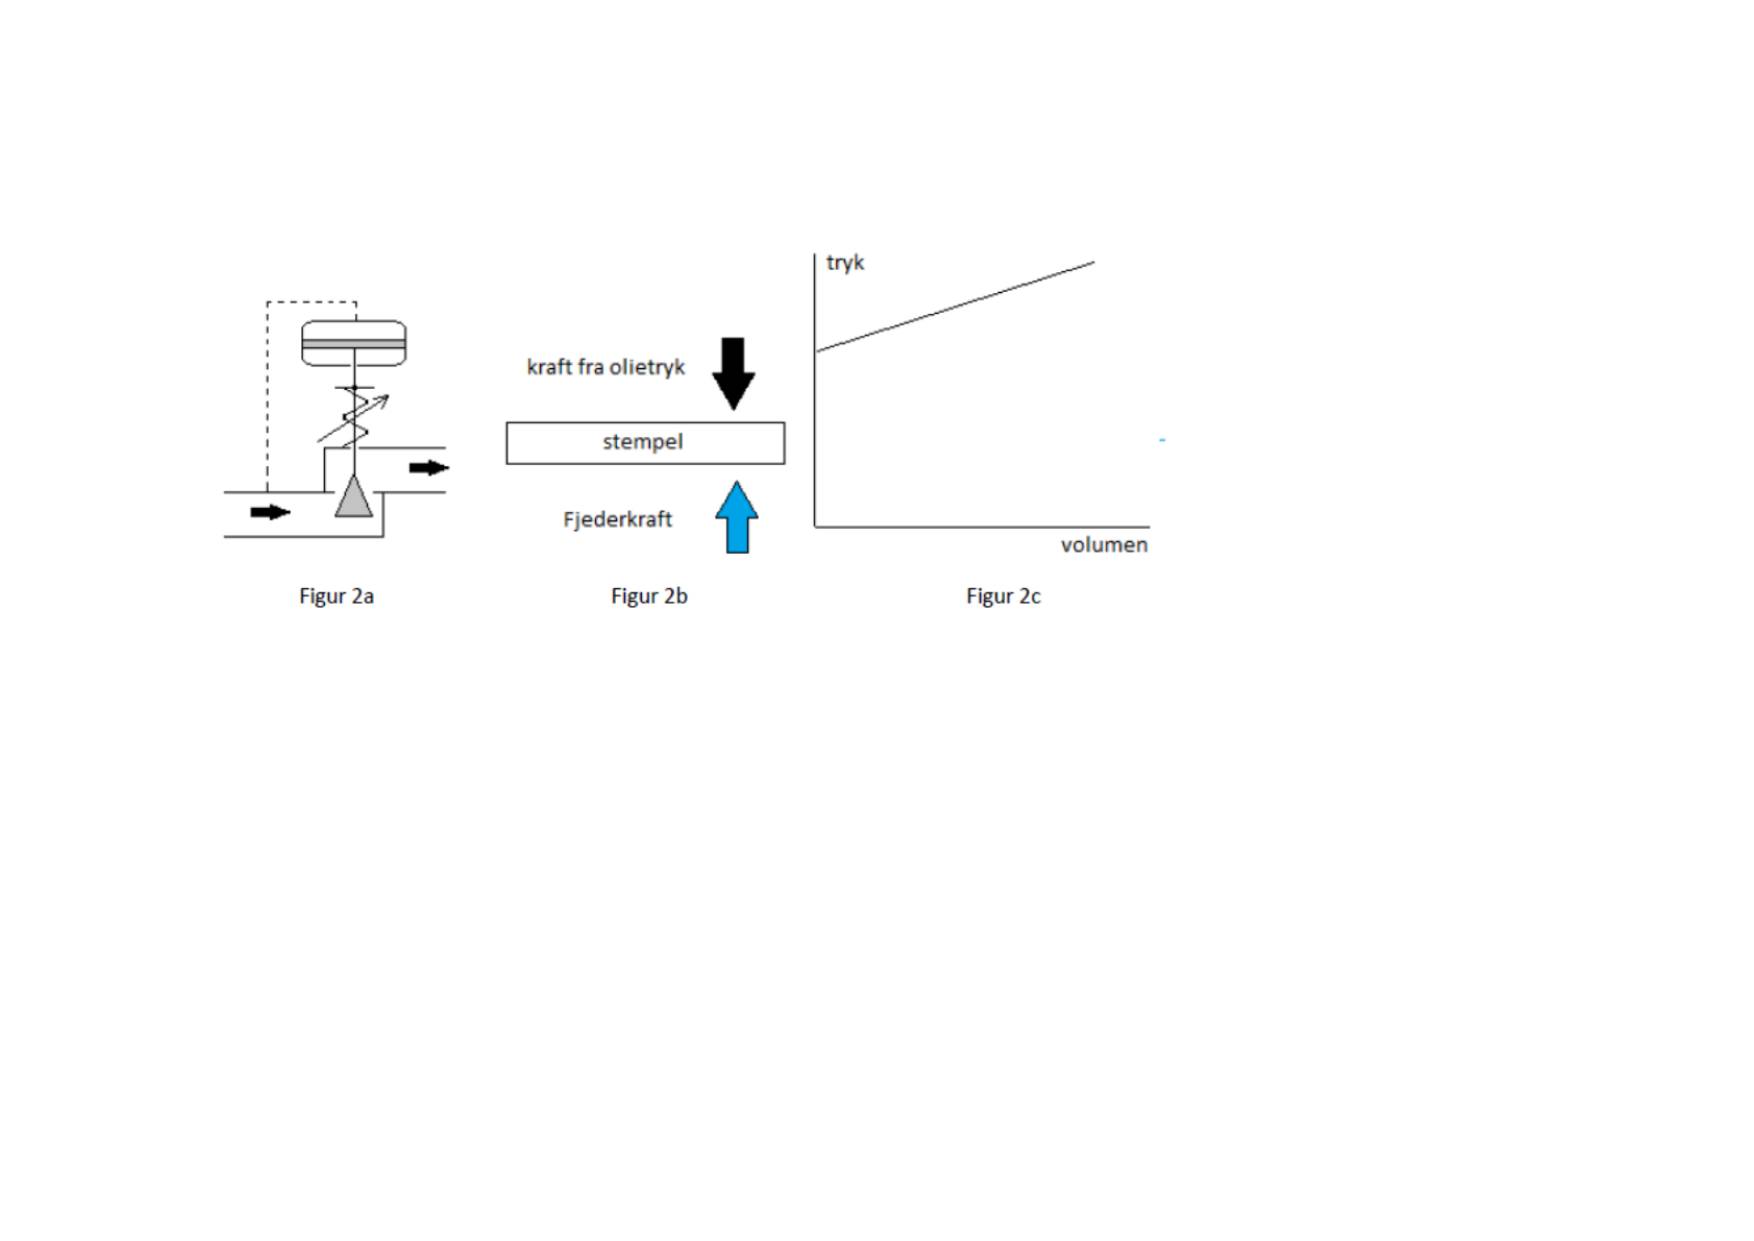 tryk
kraft fra olietryk
stempel
Fjederkraft
volumen
Figur 2a
Figur 2b
Figur 2c